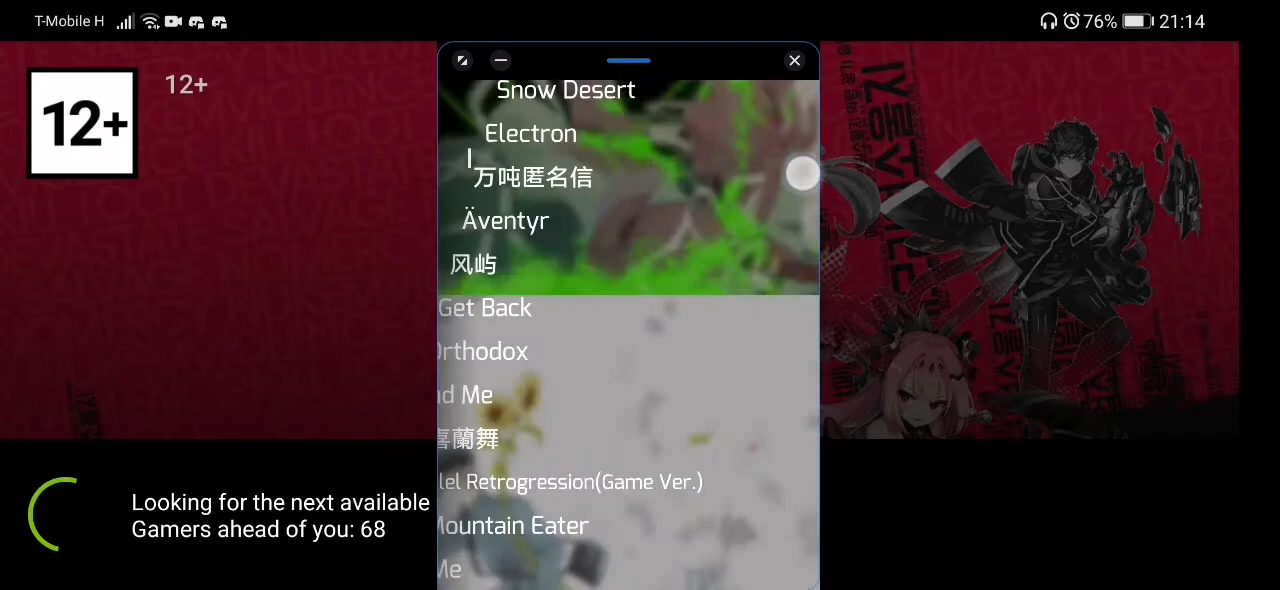 T-Mobile H
76%
21:14
12+
12+
Snow Desert
Electron
万吨匿名信
Äventyr
风屿
Get Back
Orthodox
nd Me
喜蘭舞
lel Retrogression(Game Ver.)
Mountain Eater
Me
Looking for the next available
Gamers ahead of you: 68